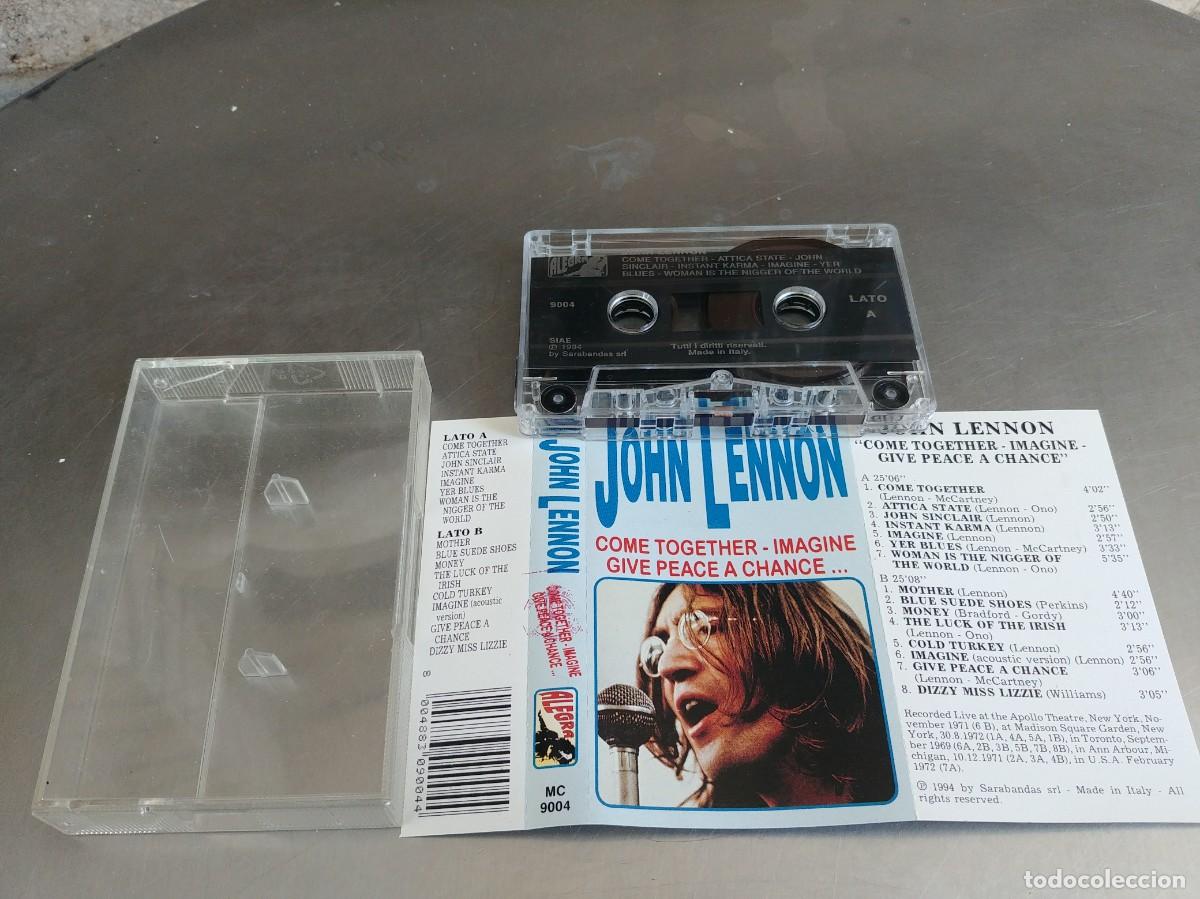 ALEGRA
COME TOGETHER - ATTICA STATE - JOHN
SINCLAIR - INSTANT KARMA - IMAGINE - YER
BLUES - WOMAN IS THE NIGGER OF THE WORLD
9004
LATO
A
SIAE
℗ 1994
by Sarabandas srl
Tutti i diritti riservati.
Made in Italy.
LATO A
COME TOGETHER
ATTICA STATE
JOHN SINCLAIR
INSTANT KARMA
IMAGINE
YER BLUES
WOMAN IS THE
NIGGER OF THE
WORLD
LATO B
MOTHER
BLUE SUEDE SHOES
MONEY
THE LUCK OF THE
IRISH
COLD TURKEY
IMAGINE (acoustic
version)
GIVE PEACE A
CHANCE
DIZZY MISS LIZZIE
8 004883 090044
JOHN LENNON
COME TOGETHER - IMAGINE
GIVE PEACE A CHANCE ...
ALEGRA
MC
9004
JOHN LENNON
COME TOGETHER - IMAGINE
GIVE PEACE A CHANCE ...
LENNON
"COME TOGETHER - IMAGINE -
GIVE PEACE A CHANCE"
A 25'06"
1. COME TOGETHER 4'02"
(Lennon - McCartney)
2. ATTICA STATE (Lennon - Ono) 2'56"
3. JOHN SINCLAIR (Lennon) 2'50"
4. INSTANT KARMA (Lennon) 3'13"
5. IMAGINE (Lennon) 2'57"
6. YER BLUES (Lennon - McCartney) 3'33"
7. WOMAN IS THE NIGGER OF 5'35"
THE WORLD (Lennon - Ono)
B 25'08"
1. MOTHER (Lennon) 4'40"
2. BLUE SUEDE SHOES (Perkins) 2'12"
3. MONEY (Bradford - Gordy) 3'00"
4. THE LUCK OF THE IRISH 3'13"
(Lennon - Ono)
5. COLD TURKEY (Lennon)
6. IMAGINE (acoustic version) (Lennon) 2'56"
7. GIVE PEACE A CHANCE 3'06"
(Lennon - McCartney)
8. DIZZY MISS LIZZIE (Williams) 3'05"
Recorded Live at the Apollo Theatre, New York, No-
vember 1971 (6 B), at Madison Square Garden, New
York, 30.8.1972 (1A, 4A, 5A, 1B), in Toronto, Septem-
ber 1969 (6A, 2B, 3B, 5B, 7B, 8B), in Ann Arbour, Mi-
chigan, 10.12.1971 (2A, 3A, 4B), in U.S.A. February
1972 (7A).
℗ 1994 by Sarabandas srl - Made in Italy - All
rights reserved.
todocoleccion